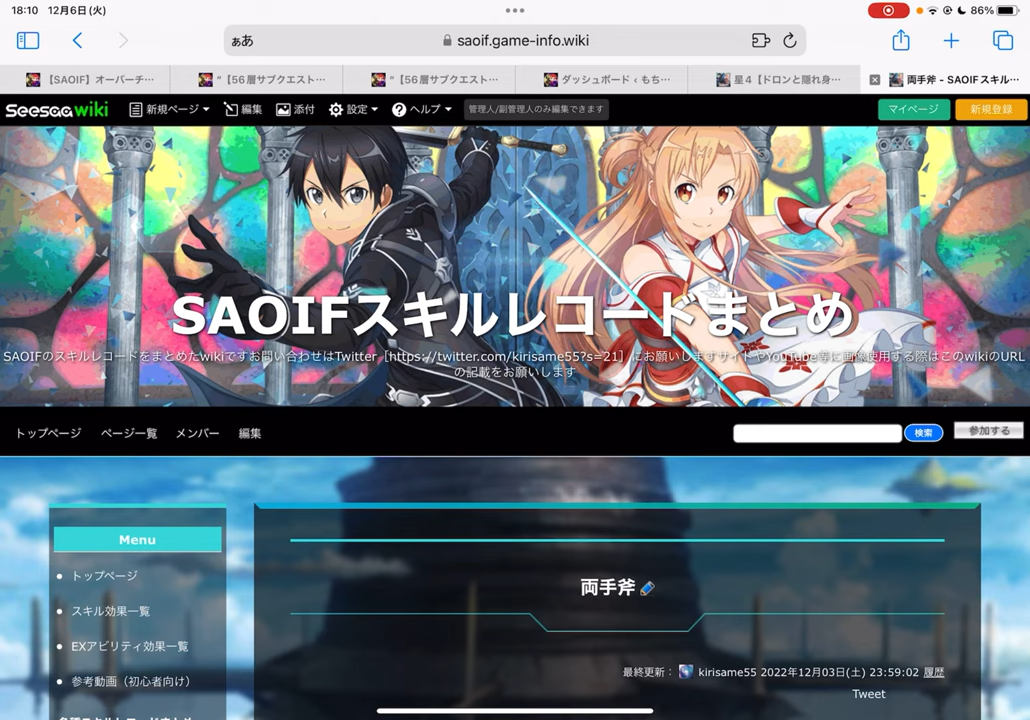 18:10 12月6日(火)
86%
ぁあ
saoif.game-info.wiki
【SAOIF】オーバーチ…
"【56層サブクエスト…
"【56層サブクエスト…
ダッシュボード ‹ もち…
星4【ドロンと隠れ身…
両手斧 - SAOIFスキル…
Seesaa wiki
新規ページ
編集
添付
設定
ヘルプ
管理人/副管理人のみ編集できます
マイページ
新規登録
SAOIFスキルレコードまとめ
SAOIFのスキルレコードをまとめたwikiですお問い合わせはTwitter［https://twitter.com/kirisame55?s=21］にお願いしますサイトやYouTube等に画像使用する際はこのwikiのURL
の記載をお願いします
トップページ ページ一覧 メンバー 編集
検索
参加する
Menu
トップページ
スキル効果一覧
EXアビリティ効果一覧
参考動画（初心者向け）
両手斧
最終更新： kirisame55 2022年12月03日(土) 23:59:02 履歴
Tweet